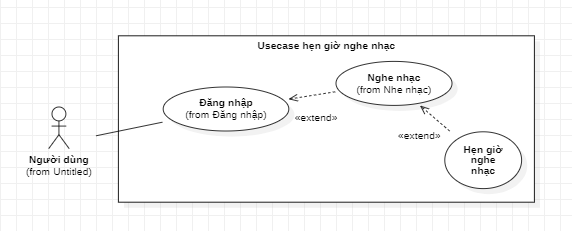 Usecase hẹn giờ nghe nhạc
Nghe nhạc
(from Nhe nhạc)
Đăng nhập
(from Đăng nhập)
«extend»
«extend»
Người dùng
(from Untitled)
Hẹn giờ
nghe
nhạc